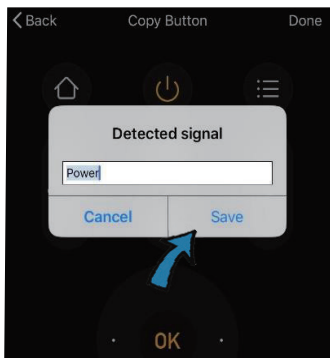 Back Copy Button Done
Detected signal
Power
Cancel Save
OK